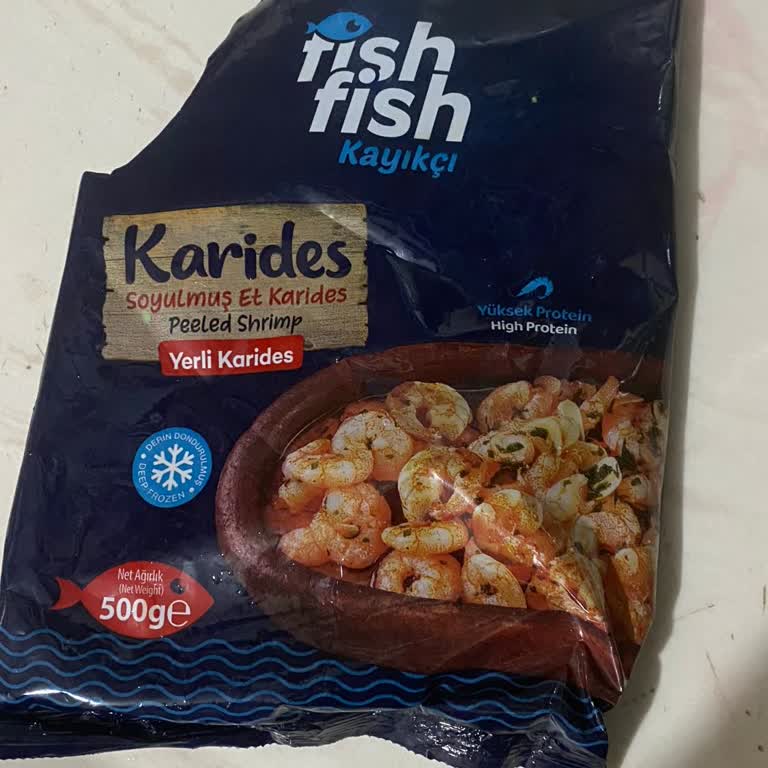 fish
fish
Kayıkçı
Karides
Soyulmuş Et Karides
Peeled Shrimp
Yerli Karides
Yüksek Protein
High Protein
DERİN DONDURULMUŞ
DEEP FROZEN
Net Ağırlık
(Net Weight)
500g℮